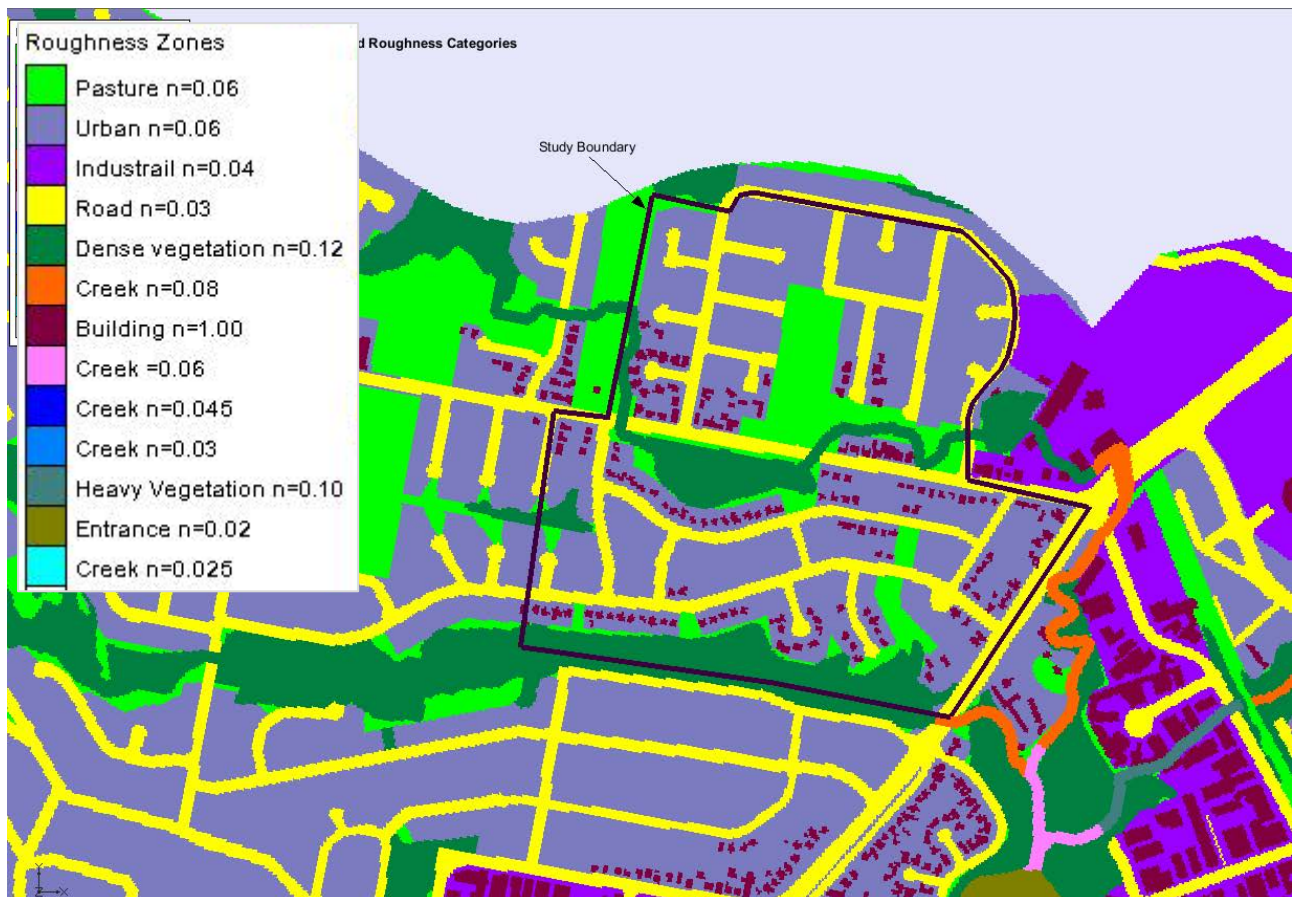 Roughness Zones
d Roughness Categories
Pasture n=0.06
Urban n=0.06
Industrail n=0.04
Road n=0.03
Dense vegetation n=0.12
Creek n=0.08
Building n=1.00
Creek =0.06
Creek n=0.045
Creek n=0.03
Heavy Vegetation n=0.10
Entrance n=0.02
Creek n=0.025
Study Boundary